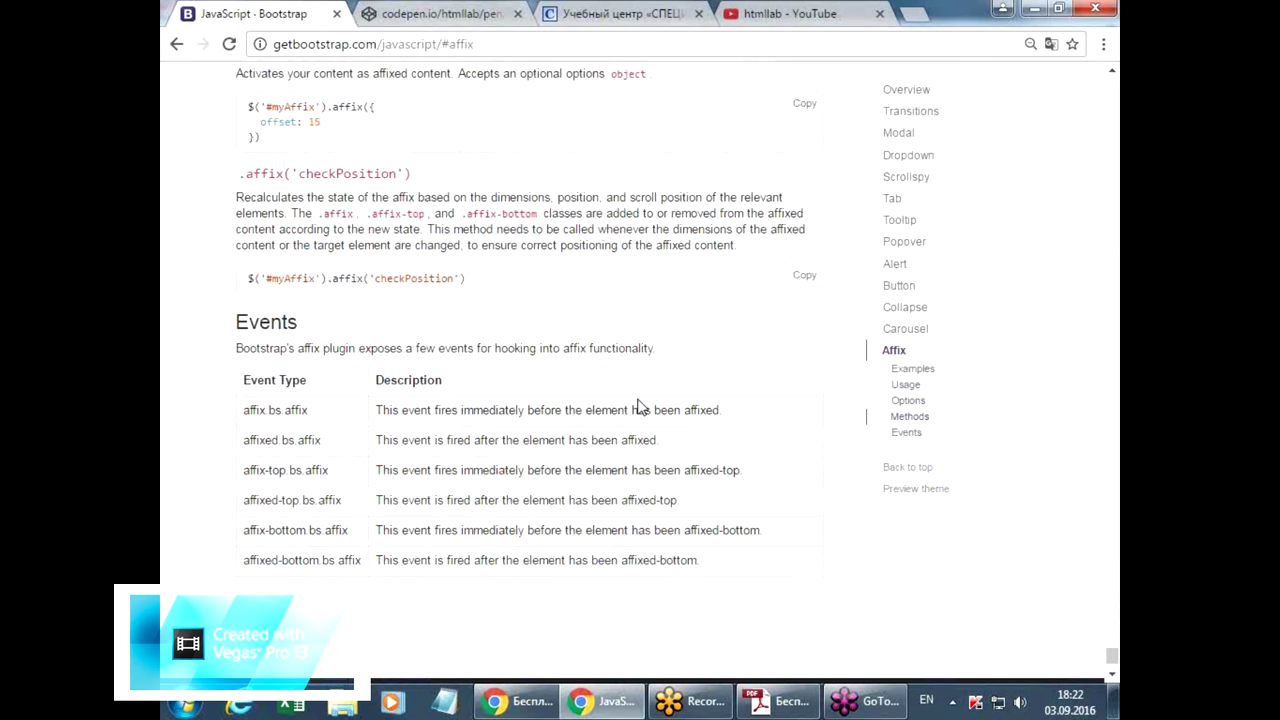 JavaScript · Bootstrap
codepen.io/htmllab/pen
Учебный центр «СПЕЦИ
htmllab - YouTube
getbootstrap.com/javascript/#affix
Activates your content as affixed content. Accepts an optional options object.
$('#myAffix').affix({
offset: 15
})
Copy
.affix('checkPosition')
Recalculates the state of the affix based on the dimensions, position, and scroll position of the relevant
elements. The .affix, .affix-top, and .affix-bottom classes are added to or removed from the affixed
content according to the new state. This method needs to be called whenever the dimensions of the affixed
content or the target element are changed, to ensure correct positioning of the affixed content.
$('#myAffix').affix('checkPosition')
Copy
Events
Bootstrap's affix plugin exposes a few events for hooking into affix functionality.
Event Type Description
affix.bs.affix This event fires immediately before the element has been affixed.
affixed.bs.affix This event is fired after the element has been affixed.
affix-top.bs.affix This event fires immediately before the element has been affixed-top.
affixed-top.bs.affix This event is fired after the element has been affixed-top.
affix-bottom.bs.affix This event fires immediately before the element has been affixed-bottom.
affixed-bottom.bs.affix This event is fired after the element has been affixed-bottom.
Overview
Transitions
Modal
Dropdown
Scrollspy
Tab
Tooltip
Popover
Alert
Button
Collapse
Carousel
Affix
Examples
Usage
Options
Methods
Events
Back to top
Preview theme
Created with
Vegas Pro 13
Беспл...
JavaS...
Recor...
Бесп...
GoTo...
EN
18:22
03.09.2016